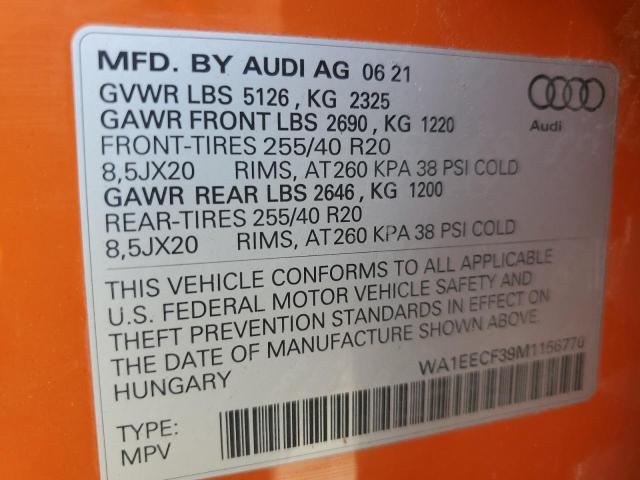 MFD. BY AUDI AG 06 21
GVWR LBS 5126, KG 2325
GAWR FRONT LBS 2690, KG 1220
FRONT-TIRES 255/40 R20
8,5JX20 RIMS, AT260 KPA 38 PSI COLD
GAWR REAR LBS 2646, KG 1200
REAR-TIRES 255/40 R20
8,5JX20 RIMS, AT260 KPA 38 PSI COLD
Audi
THIS VEHICLE CONFORMS TO ALL APPLICABLE
U.S. FEDERAL MOTOR VEHICLE SAFETY AND
THEFT PREVENTION STANDARDS IN EFFECT ON
THE DATE OF MANUFACTURE SHOWN ABOVE.
HUNGARY
WA1EECF39M1156770
TYPE:
MPV